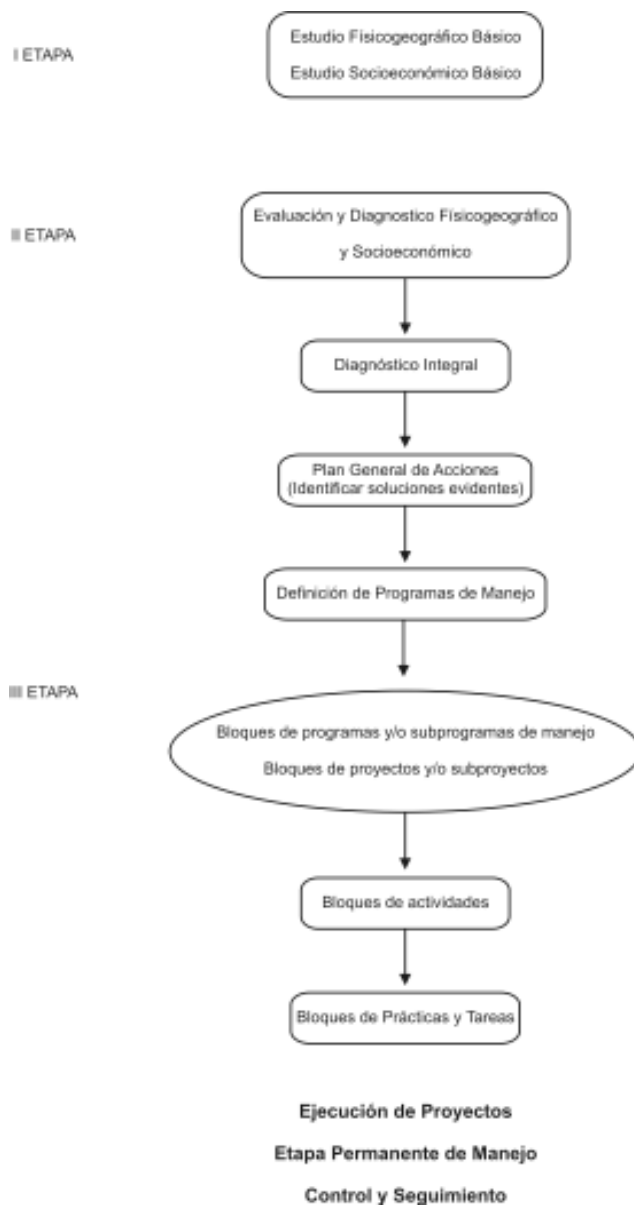 I ETAPA
Estudio Físicogeográfico Básico
Estudio Socioeconómico Básico
II ETAPA
Evaluación y Diagnostico Físicogeográfico
y Socioeconómico
Diagnóstico Integral
Plan General de Acciones
(Identificar soluciones evidentes)
Definición de Programas de Manejo
III ETAPA
Bloques de programas y/o subprogramas de manejo
Bloques de proyectos y/o subproyectos
Bloques de actividades
Bloques de Prácticas y Tareas
Ejecución de Proyectos
Etapa Permanente de Manejo
Control y Seguimiento